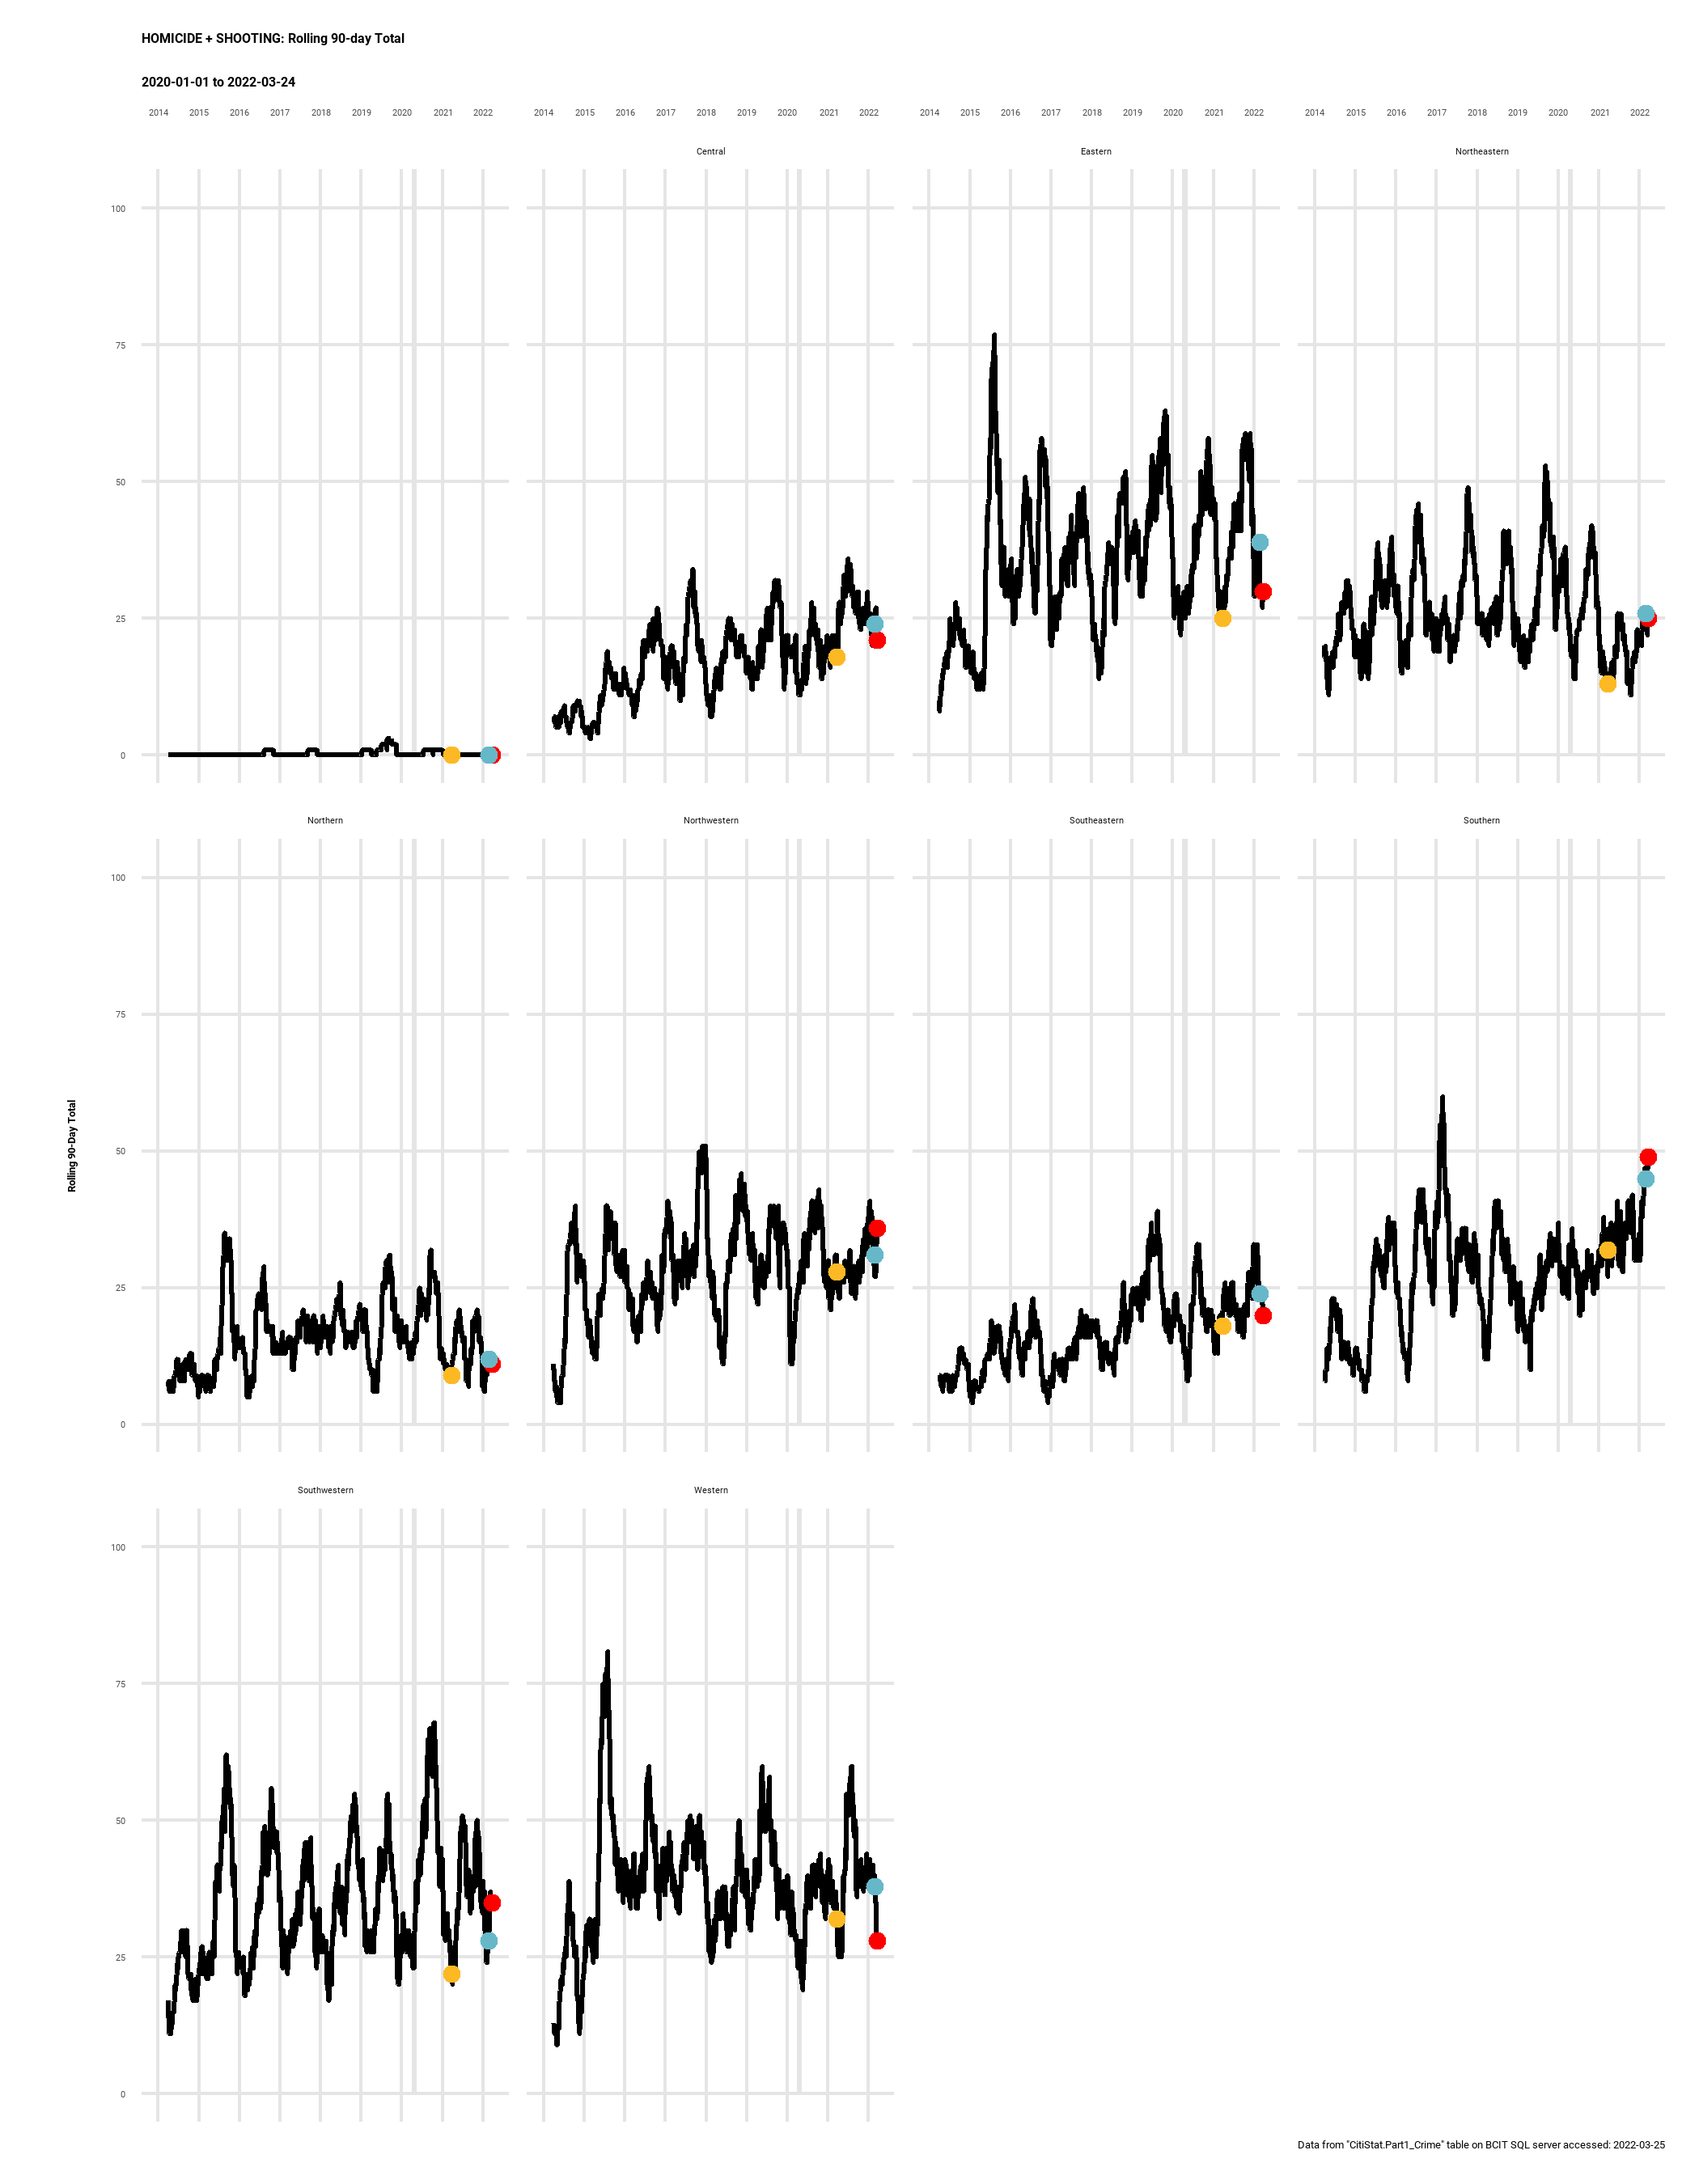 HOMICIDE + SHOOTING: Rolling 90-day Total
2020-01-01 to 2022-03-24
2014 2015 2016 2017 2018 2019 2020 2021 2022 2014 2015 2016 2017 2018 2019 2020 2021 2022 2014 2015 2016 2017 2018 2019 2020 2021 2022 2014 2015 2016 2017 2018 2019 2020 2021 2022
Central Eastern Northeastern
100
75
50
25
0
Northern Northwestern Southeastern Southern
100
75
50
25
0
Rolling 90-Day Total
Southwestern Western
100
75
50
25
0
Data from "CitiStat.Part1_Crime" table on BCIT SQL server accessed: 2022-03-25